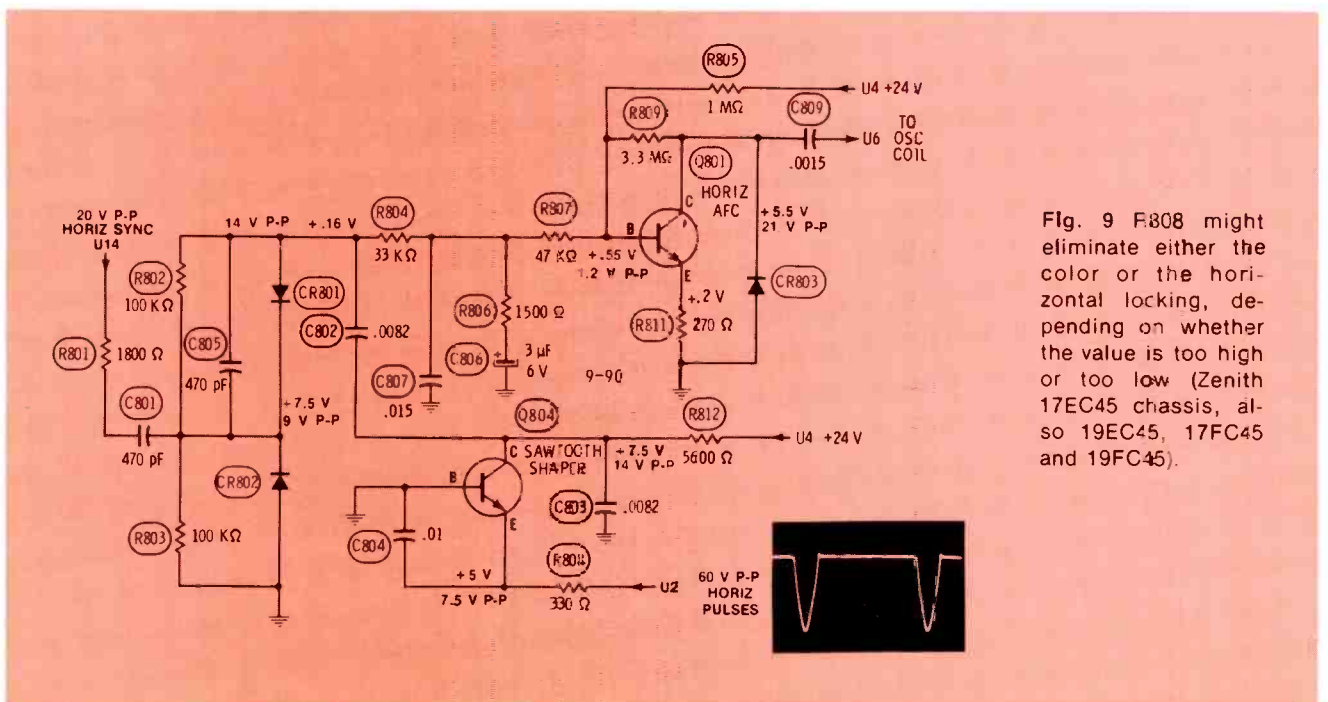 R805
U4 +24 V
1 MΩ
R809
C809
TO
U6 OSC
COIL
3.3 MΩ
Q801
.0015
HORIZ
AFC
20 V P-P
HORIZ SYNC
U14
14 V P-P
+.16 V
R804
R807
C
+5.5 V
21 V P-P
33 KΩ
47 KΩ
B
+.55 V
1.2 V P-P
E
CR803
R802
100 KΩ
CR801
R806
1500 Ω
+.2 V
R811
270 Ω
C802
.0082
R801
1800 Ω
C805
470 pF
C807
.015
C806
+
3 µF
6 V
9-90
C801
470 pF
+7.5 V
9 V P-P
Q804
R812
C SAWTOOTH
SHAPER
+7.5 V
14 V P-P
5600 Ω
U4 +24 V
CR802
B
E
C803
.0082
R803
100 KΩ
C804
.01
R808
+5 V
7.5 V P-P
330 Ω
U2
60 V P-P
HORIZ
PULSES
Fig. 9 R808 might
eliminate either the
color or the hori-
zontal locking, de-
pending on whether
the value is too high
or too low (Zenith
17EC45 chassis, al-
so 19EC45, 17FC45
and 19FC45).